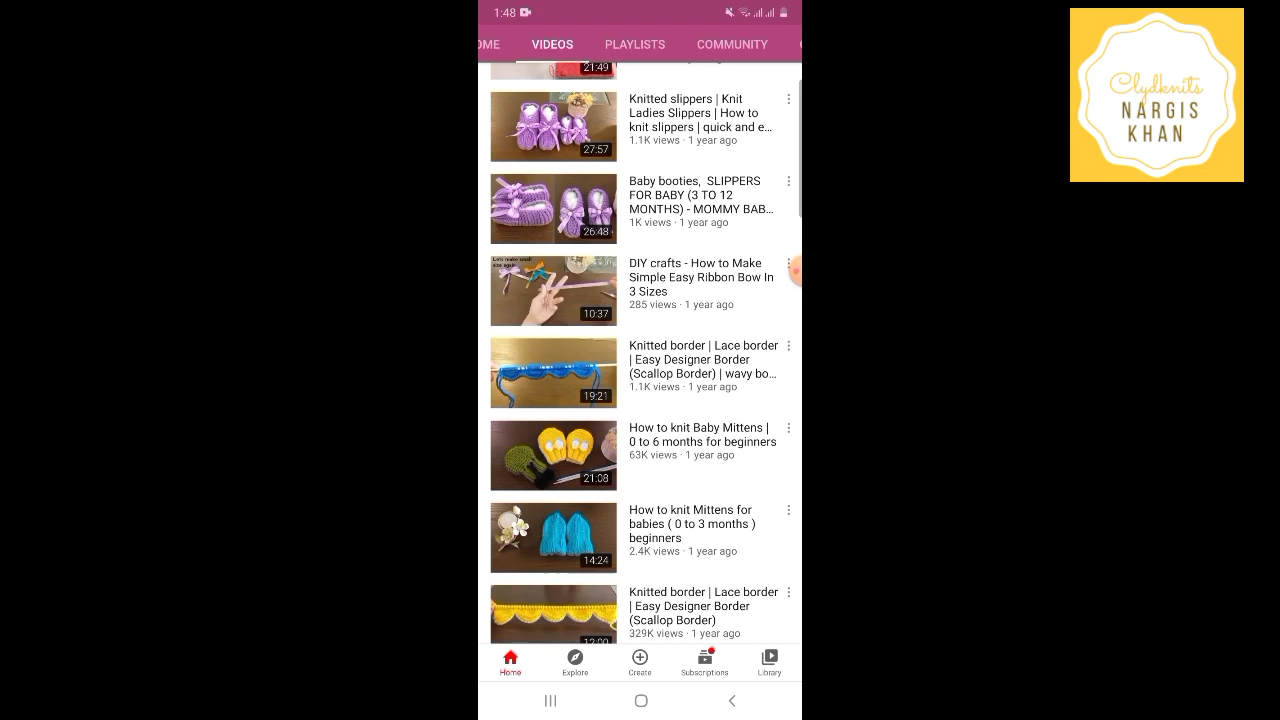 1:48
OME VIDEOS PLAYLISTS COMMUNITY
21:49
Knitted slippers | Knit
Ladies Slippers | How to
knit slippers | quick and e...
1.1K views · 1 year ago
27:57
Baby booties, SLIPPERS
FOR BABY (3 TO 12
MONTHS) - MOMMY BAB...
1K views · 1 year ago
26:48
DIY crafts - How to Make
Simple Easy Ribbon Bow In
3 Sizes
285 views · 1 year ago
Lets make small
size again
10:37
Knitted border | Lace border
| Easy Designer Border
(Scallop Border) | wavy bo...
1.1K views · 1 year ago
19:21
How to knit Baby Mittens |
0 to 6 months for beginners
63K views · 1 year ago
21:08
How to knit Mittens for
babies ( 0 to 3 months )
beginners
2.4K views · 1 year ago
14:24
Knitted border | Lace border
| Easy Designer Border
(Scallop Border)
329K views · 1 year ago
12:00
Home Explore Create Subscriptions Library
Clydknits
NARGIS
KHAN